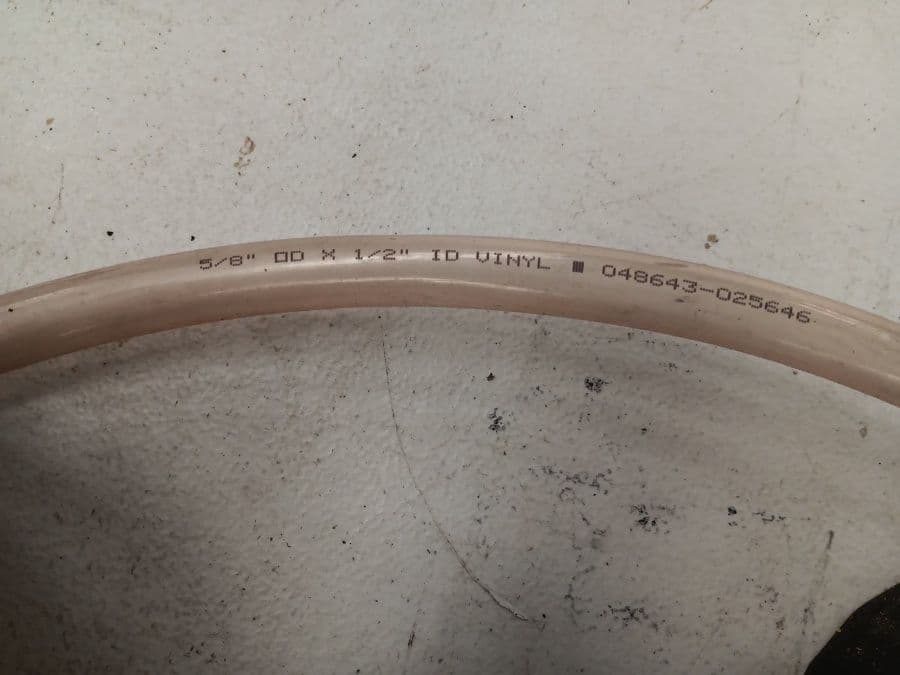 5/8" OD X 1/2" ID VINYL ▮ 048643-025646